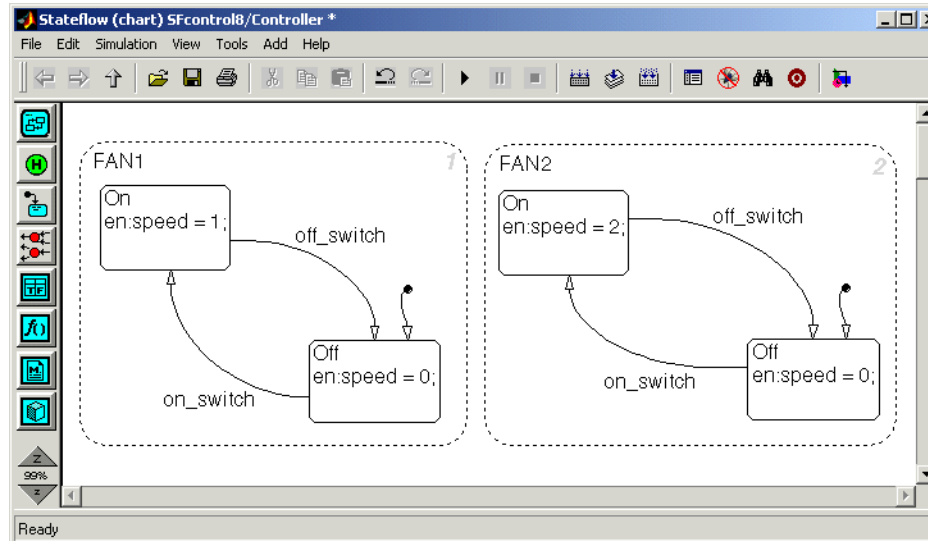 Stateflow (chart) SFcontrol8/Controller *
File Edit Simulation View Tools Add Help
FAN1
1
On
en:speed = 1;
off_switch
Off
en:speed = 0;
on_switch
FAN2
2
On
en:speed = 2;
off_switch
Off
en:speed = 0;
on_switch
H
TF
f()
M
Z
99%
z
Ready